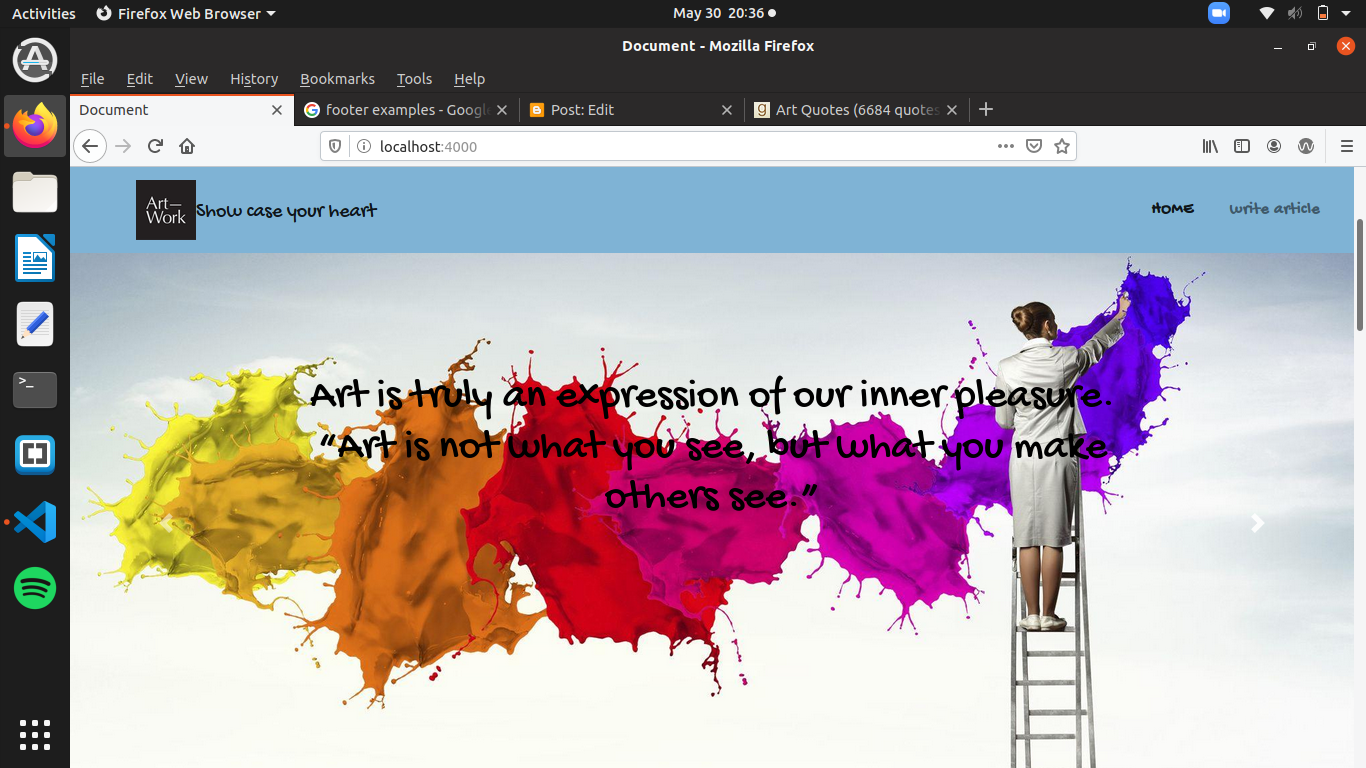 Activities
Firefox Web Browser
May 30 20:36
Document - Mozilla Firefox
File Edit View History Bookmarks Tools Help
Document
footer examples - Google
Post: Edit
Art Quotes (6684 quotes
localhost:4000
Art—
Work
Show case your heart
HOME
write article
Art is truly an expression of our inner pleasure.
“Art is not what you see, but what you make
others see.”
>_